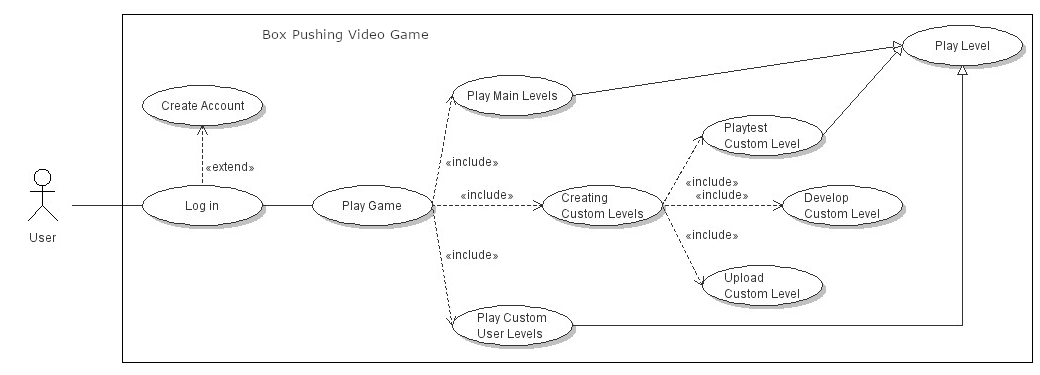 Box Pushing Video Game
Play Level
Create Account
Play Main Levels
Playtest
Custom Level
«extend»
«include»
«include»
«include»
«include»
User
Log in
Play Game
Creating
Custom Levels
Develop
Custom Level
«include»
«include»
Upload
Custom Level
Play Custom
User Levels